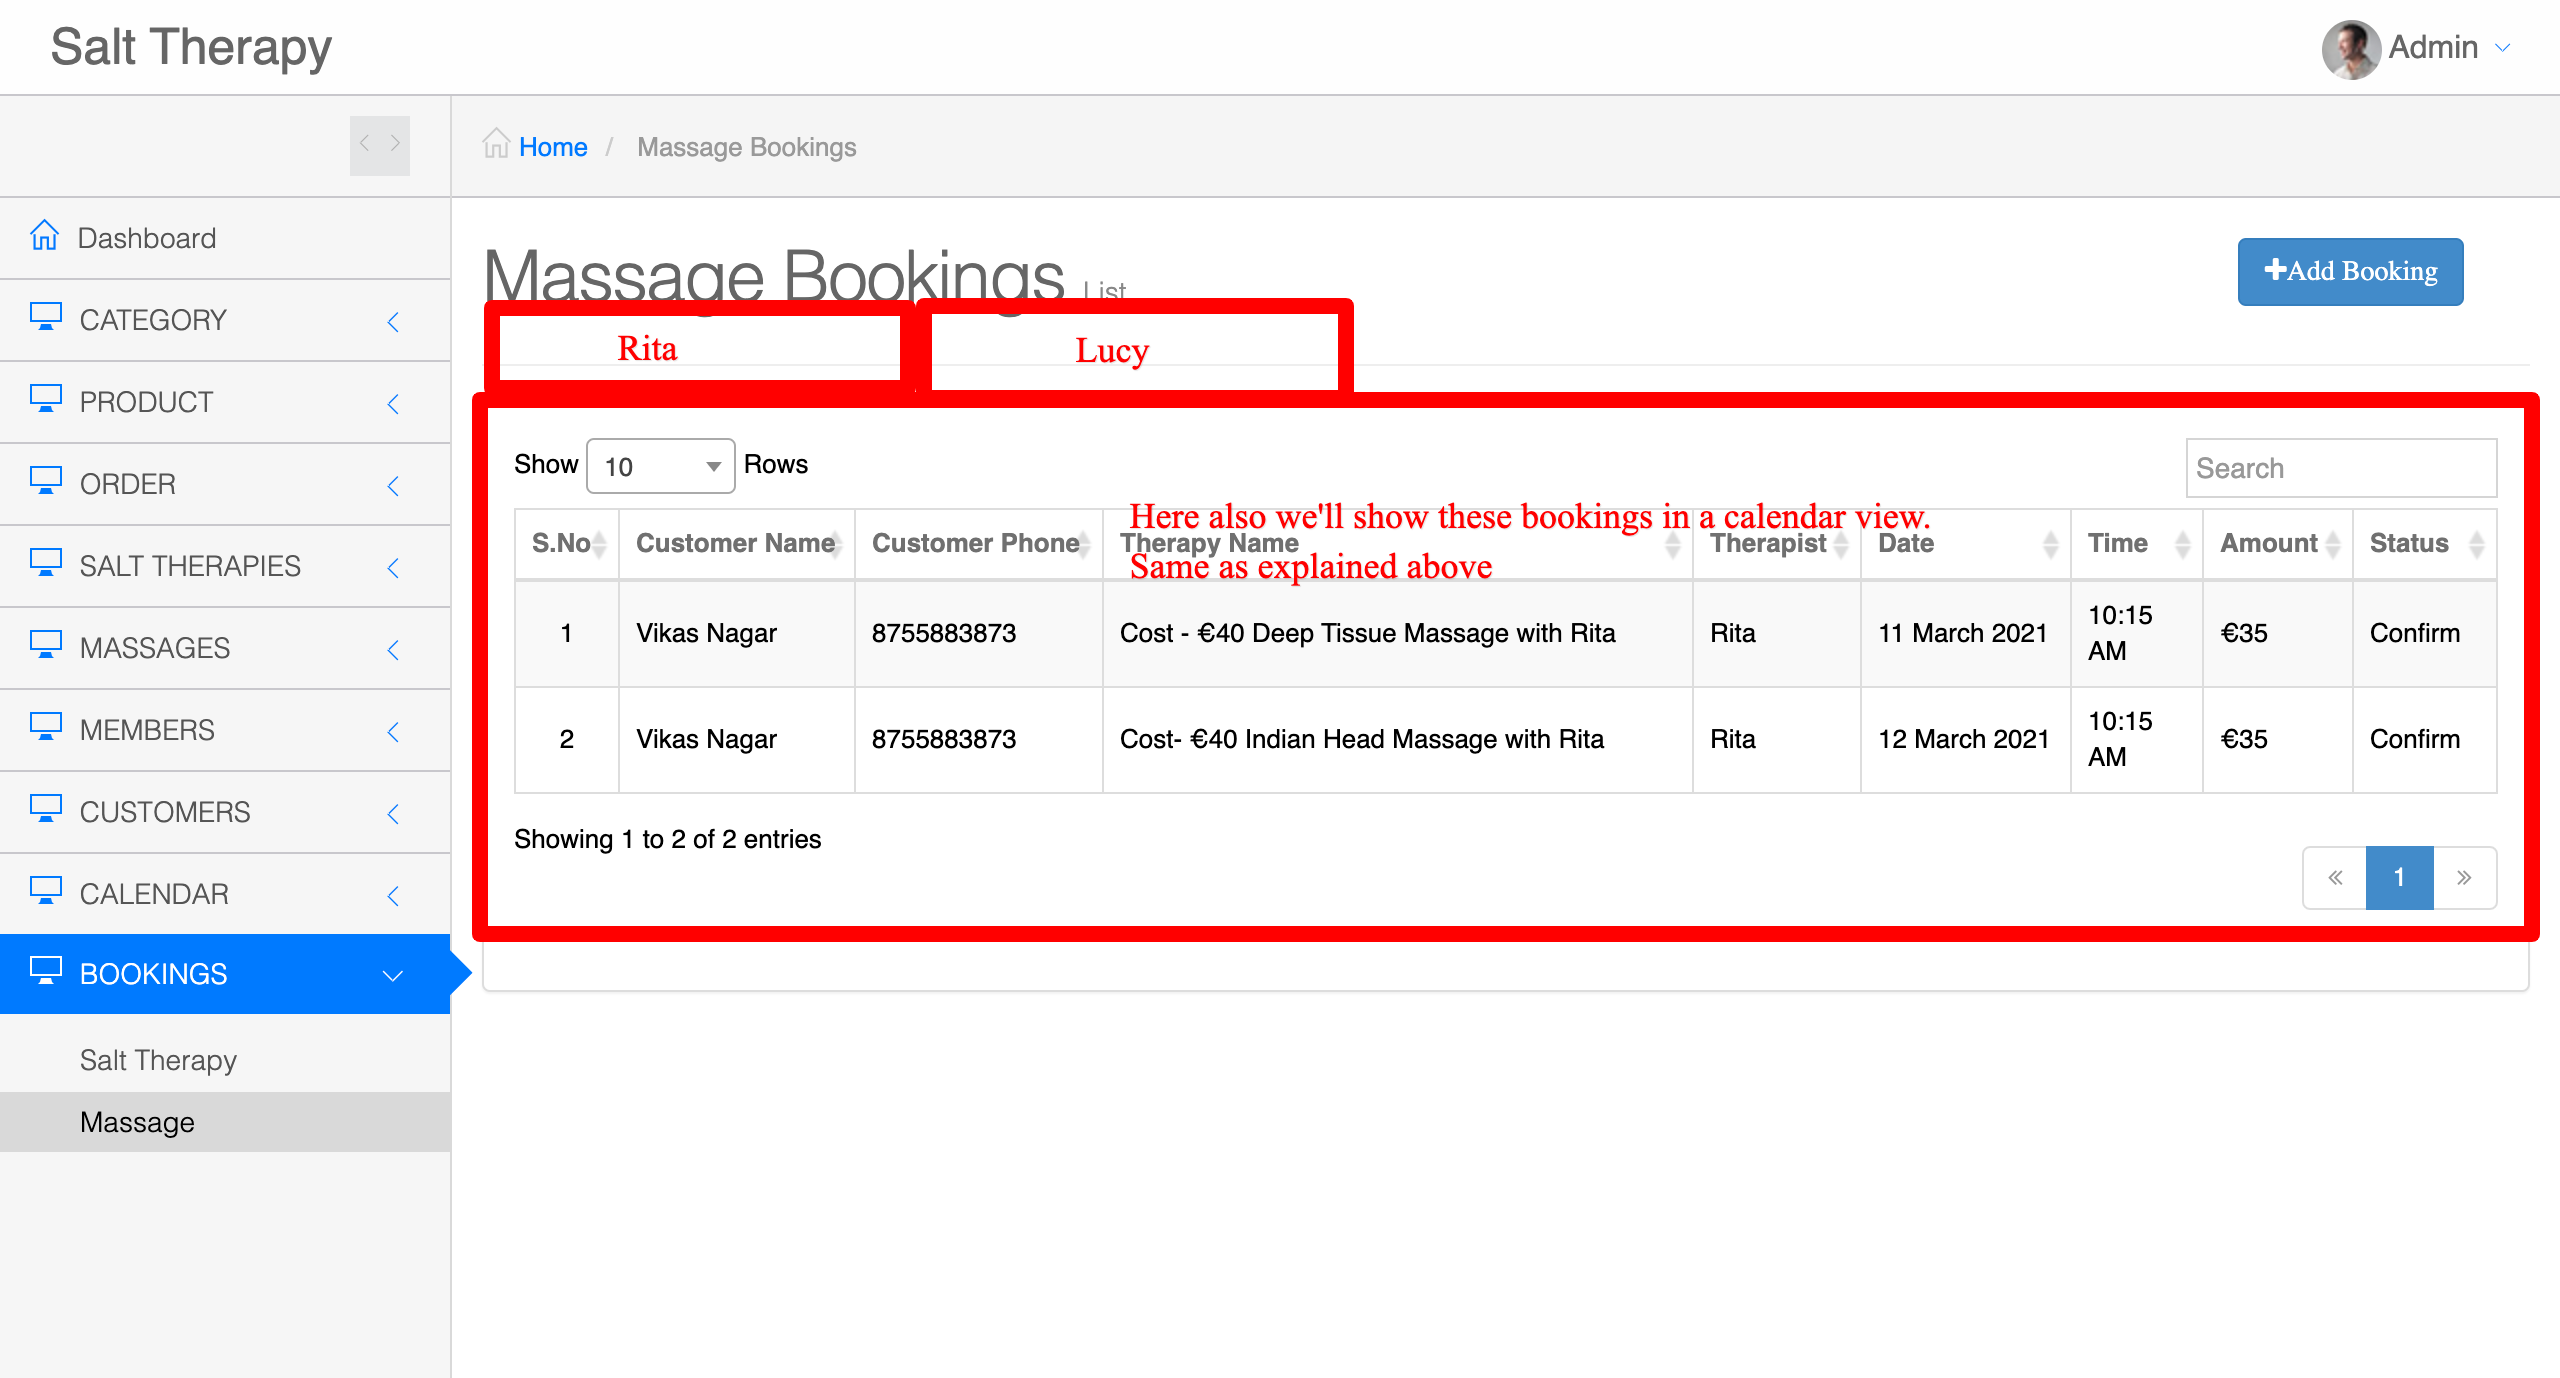 Salt Therapy
Admin
Home / Massage Bookings
Dashboard
CATEGORY
PRODUCT
ORDER
SALT THERAPIES
MASSAGES
MEMBERS
CUSTOMERS
CALENDAR
BOOKINGS
Salt Therapy
Massage
Massage Bookings List
+Add Booking
Rita
Lucy
Show 10 Rows
Search
Here also we'll show these bookings in a calendar view.
Same as explained above
S.No Customer Name Customer Phone Therapy Name Therapist Date Time Amount Status
1 Vikas Nagar 8755883873 Cost - €40 Deep Tissue Massage with Rita Rita 11 March 2021 10:15 AM €35 Confirm
2 Vikas Nagar 8755883873 Cost- €40 Indian Head Massage with Rita Rita 12 March 2021 10:15 AM €35 Confirm
Showing 1 to 2 of 2 entries
« 1 »